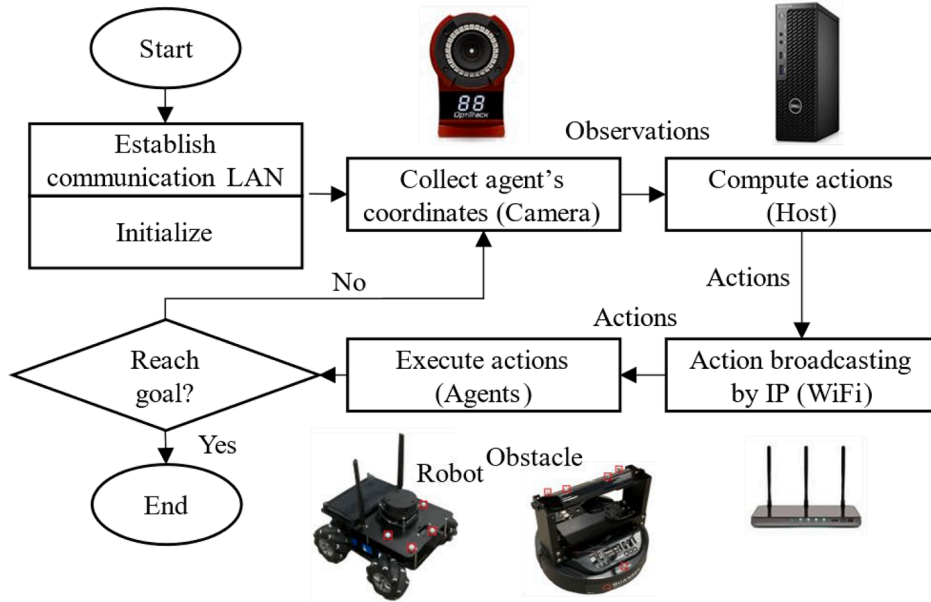 Start
88
OptiTrack
DELL
Observations
Establish
communication LAN
Initialize
Collect agent’s
coordinates (Camera)
Compute actions
(Host)
No
Actions
Actions
Reach
goal?
Execute actions
(Agents)
Action broadcasting
by IP (WiFi)
Yes
End
Robot
Obstacle